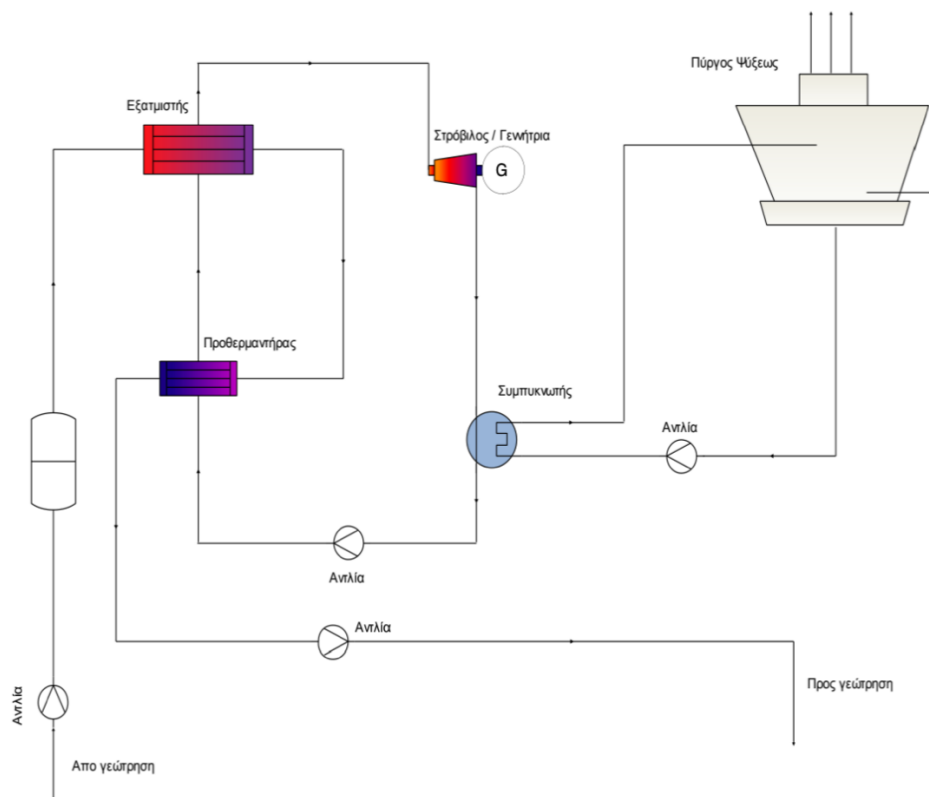 Πύργος Ψύξεως
Εξατμιστής
Στρόβιλος / Γεννήτρια
G
Προθερμαντήρας
Συμπυκνωτής
Αντλία
Αντλία
Αντλία
Αντλία
Προς γεώτρηση
Απο γεώτρηση